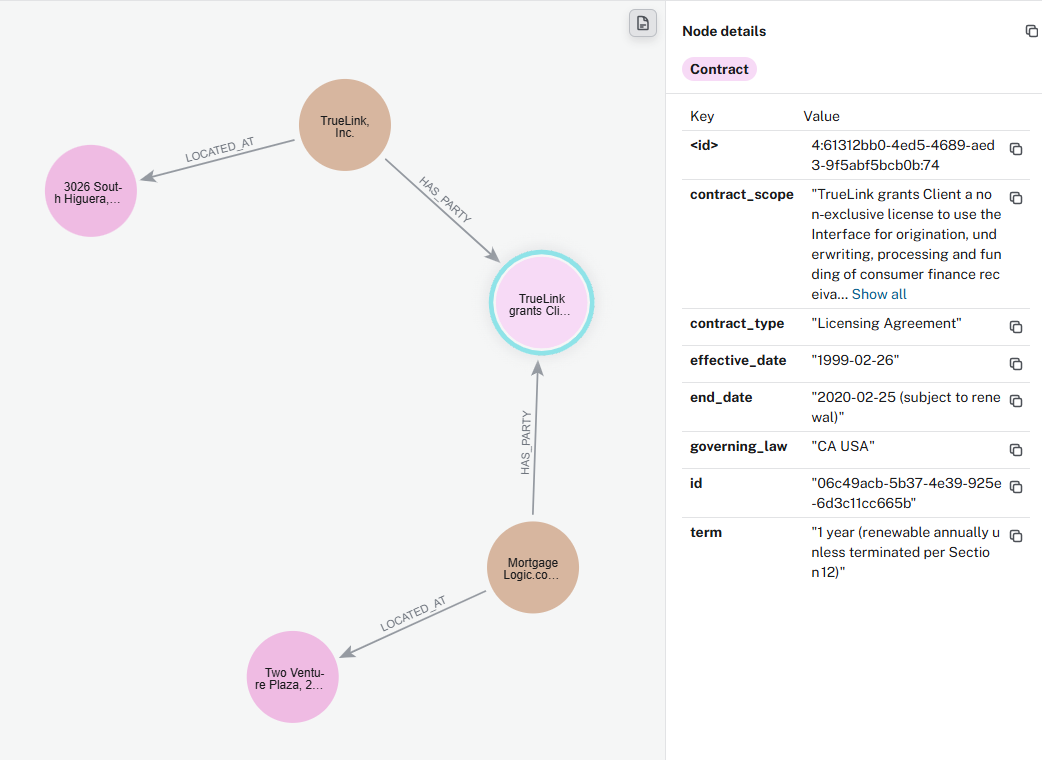 TrueLink,
Inc.
LOCATED_AT
3026 Sout-
h Higuera,...
HAS_PARTY
TrueLink
grants Cli...
HAS_PARTY
Mortgage
Logic.co...
LOCATED_AT
Two Ventu-
re Plaza, 2...
Node details
Contract
Key Value
<id> 4:61312bb0-4ed5-4689-aed
3-9f5abf5bcb0b:74
contract_scope "TrueLink grants Client a no
n-exclusive license to use the
Interface for origination, und
erwriting, processing and fun
ding of consumer finance rec
eiva... Show all
contract_type "Licensing Agreement"
effective_date "1999-02-26"
end_date "2020-02-25 (subject to rene
wal)"
governing_law "CA USA"
id "06c49acb-5b37-4e39-925e
-6d3c11cc665b"
term "1 year (renewable annually u
nless terminated per Sectio
n 12)"